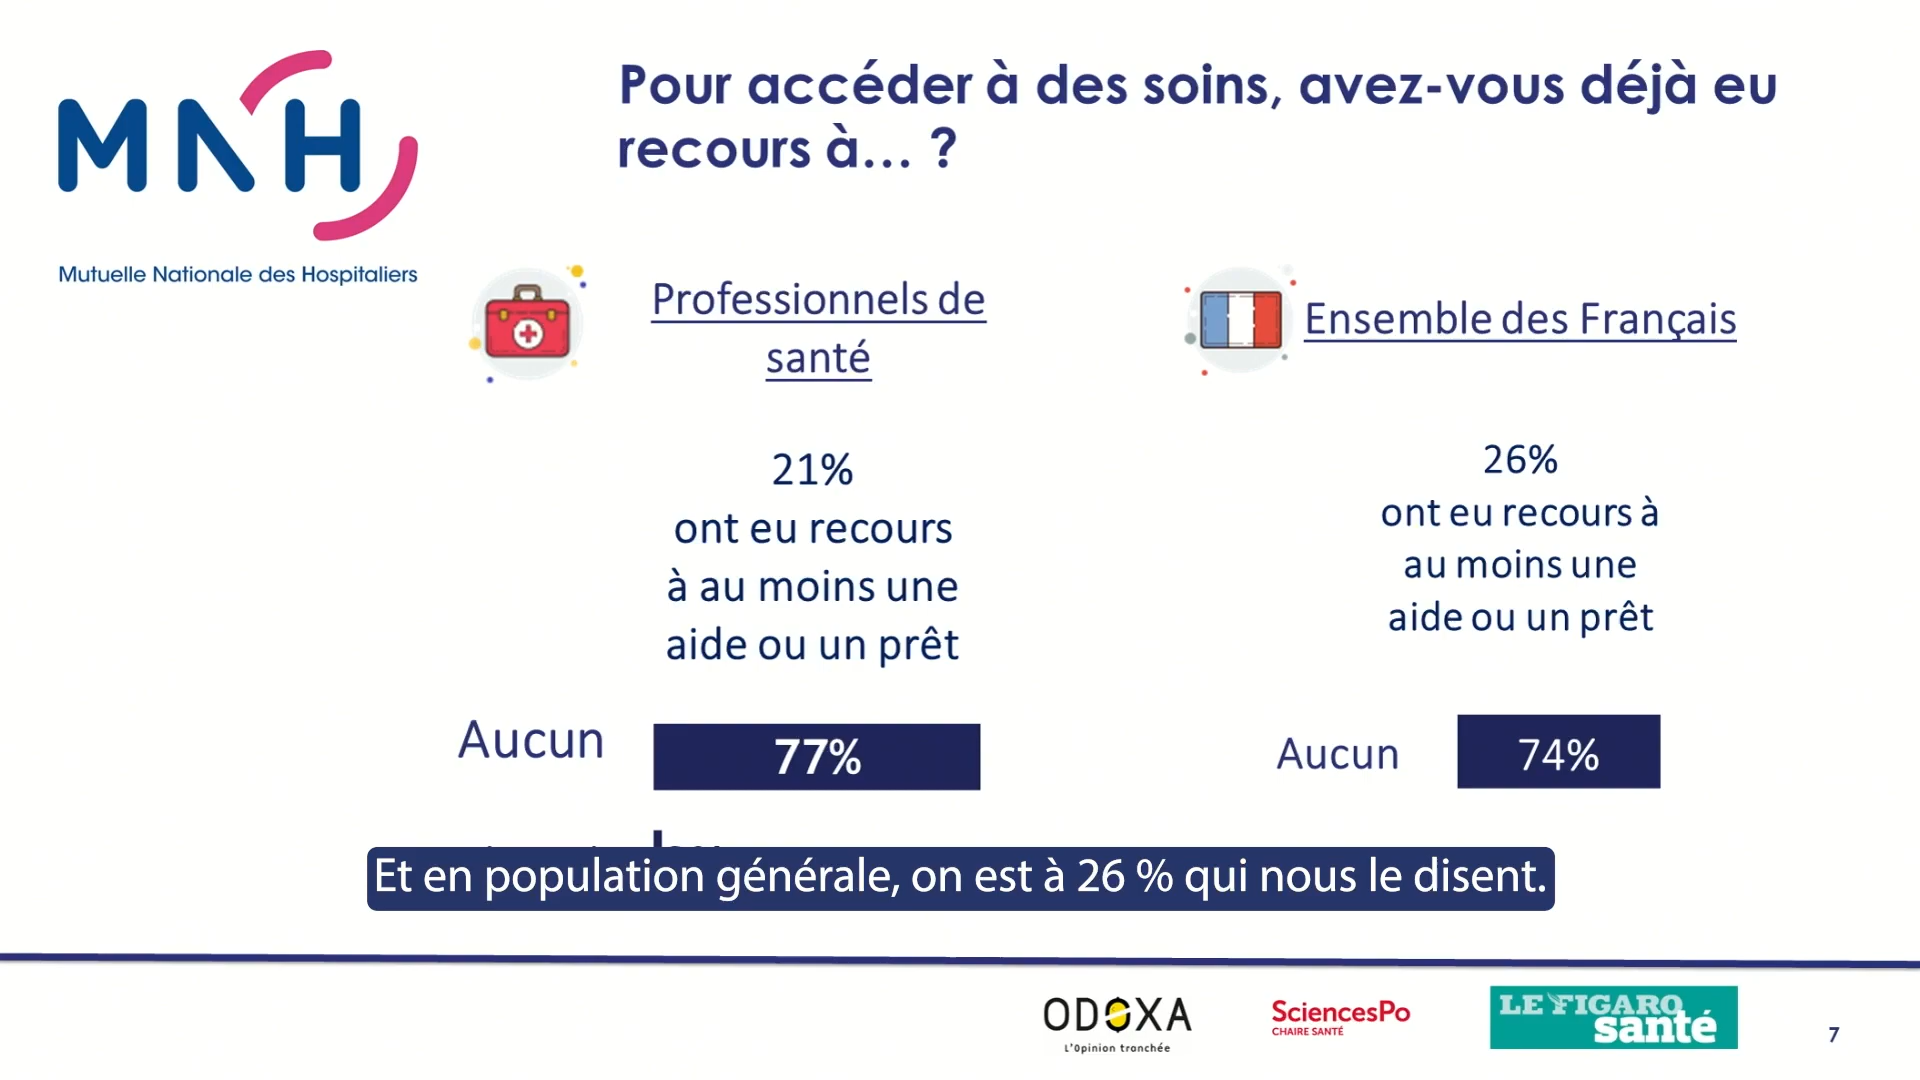 MNH
Mutuelle Nationale des Hospitaliers
Pour accéder à des soins, avez-vous déjà eu
recours à… ?
Professionnels de
santé
21%
ont eu recours
à au moins une
aide ou un prêt
Aucun
77%
Ensemble des Français
26%
ont eu recours à
au moins une
aide ou un prêt
Aucun
74%
Et en population générale, on est à 26 % qui nous le disent.
ODOXA
L'Opinion tranchée
SciencesPo
CHAIRE SANTÉ
LE FIGARO
santé
7